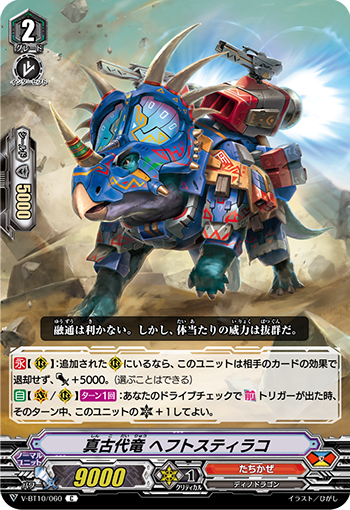 2
グレード
インターセプト
シールド
5000
000
融通は利かない。しかし、体当たりの威力は抜群だ。
【永】【】:追加された にいるなら、このユニットは相手のカードの効果で
退却せず、+5000。(選ぶことはできる)
【自】【/】【ターン1回】:あなたのドライブチェックで前トリガーが出た時、
そのターン中、このユニットの★+1してよい。
真古代竜 ヘフトスティラコ
ノーマル
ユニット
パワー
9000
1
クリティカル
たちかぜ
ディノドラゴン
V-BT10/060 C
イラスト/ひがし